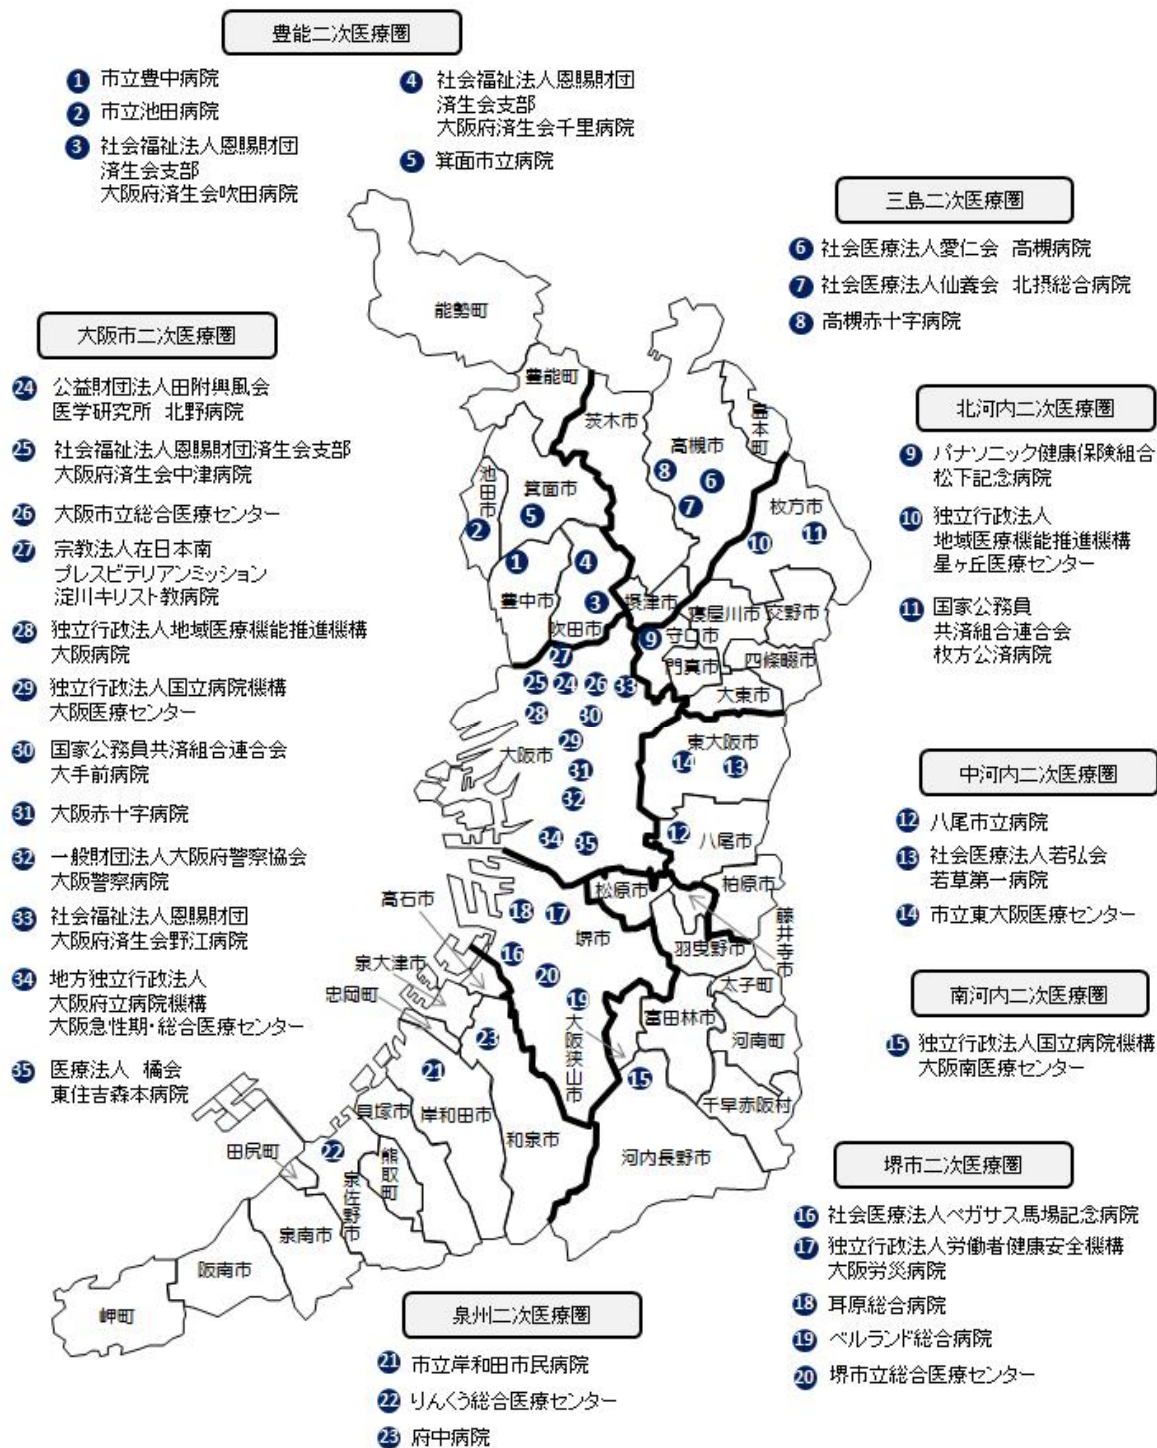 豊能二次医療圏
1 市立豊中病院
2 市立池田病院
3 社会福祉法人恩賜財団
済生会支部
大阪府済生会吹田病院
4 社会福祉法人恩賜財団
済生会支部
大阪府済生会千里病院
5 箕面市立病院
三島二次医療圏
6 社会医療法人愛仁会 高槻病院
7 社会医療法人仙養会 北摂総合病院
8 高槻赤十字病院
大阪市二次医療圏
24 公益財団法人田附興風会
医学研究所 北野病院
25 社会福祉法人恩賜財団済生会支部
大阪府済生会中津病院
26 大阪市立総合医療センター
27 宗教法人在日本南
プレスビテリアンミッション
淀川キリスト教病院
28 独立行政法人地域医療機能推進機構
大阪病院
29 独立行政法人国立病院機構
大阪医療センター
30 国家公務員共済組合連合会
大手前病院
31 大阪赤十字病院
32 一般財団法人大阪府警察協会
大阪警察病院
33 社会福祉法人恩賜財団
大阪府済生会野江病院
34 地方独立行政法人
大阪府立病院機構
大阪急性期・総合医療センター
35 医療法人 橘会
東住吉森本病院
北河内二次医療圏
9 パナソニック健康保険組合
松下記念病院
10 独立行政法人
地域医療機能推進機構
星ヶ丘医療センター
11 国家公務員
共済組合連合会
枚方公済病院
中河内二次医療圏
12 八尾市立病院
13 社会医療法人若弘会
若草第一病院
14 市立東大阪医療センター
南河内二次医療圏
15 独立行政法人国立病院機構
大阪南医療センター
堺市二次医療圏
16 社会医療法人ペガサス馬場記念病院
17 独立行政法人労働者健康安全機構
大阪労災病院
18 耳原総合病院
19 ベルランド総合病院
20 堺市立総合医療センター
泉州二次医療圏
21 市立岸和田市民病院
22 りんくう総合医療センター
23 府中病院
能勢町
豊能町
茨木市
高槻市
島本町
8
6
7
池田市
2
箕面市
5
枚方市
10
11
1
4
豊中市
3
吹田市
摂津市
寝屋川市
交野市
9
守口市
門真市
四條畷市
大東市
27
25
24
26
33
28
30
29
大阪市
31
32
34
35
東大阪市
14
13
12
八尾市
高石市
松原市
柏原市
藤井寺市
18
17
堺市
羽曳野市
泉大津市
16
忠岡町
20
19
太子町
大阪狭山市
富田林市
河南町
23
21
15
千早赤阪村
貝塚市
岸和田市
和泉市
河内長野市
田尻町
22
熊取町
泉佐野市
泉南市
阪南市
岬町